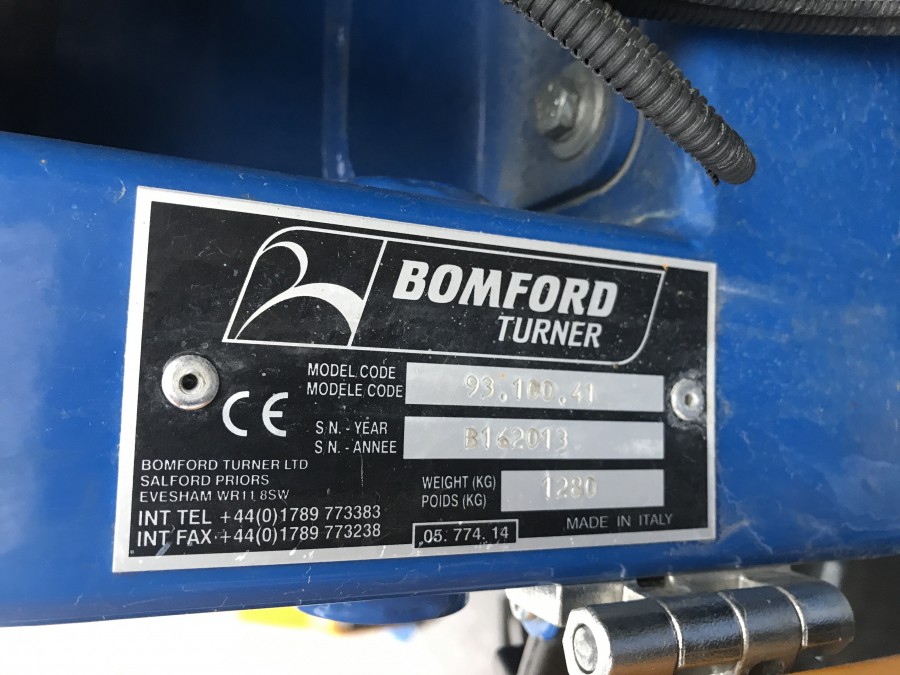 BOMFORD
TURNER
MODEL CODE
MODELE CODE
93.100.41
S.N. - YEAR
S.N. - ANNEE
B162013
CE
BOMFORD TURNER LTD
SALFORD PRIORS
EVESHAM WR11 8SW
INT TEL +44(0)1789 773383
INT FAX +44(0)1789 773238
WEIGHT (KG)
POIDS (KG)
1280
05. 774. 14
MADE IN ITALY